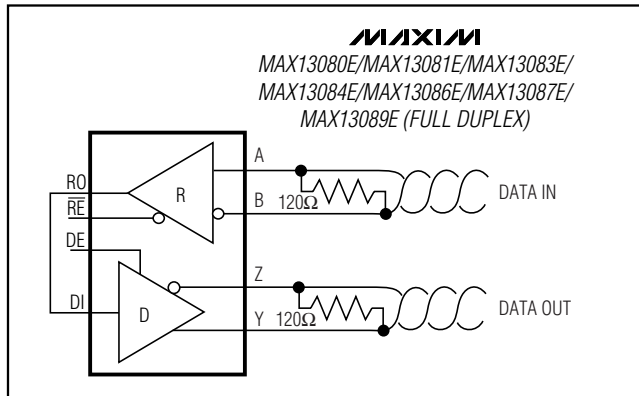 MAXIM
MAX13080E/MAX13081E/MAX13083E/
MAX13084E/MAX13086E/MAX13087E/
MAX13089E (FULL DUPLEX)
A
RO
R
RE
B
120Ω
DATA IN
DE
Z
DI
D
Y
120Ω
DATA OUT